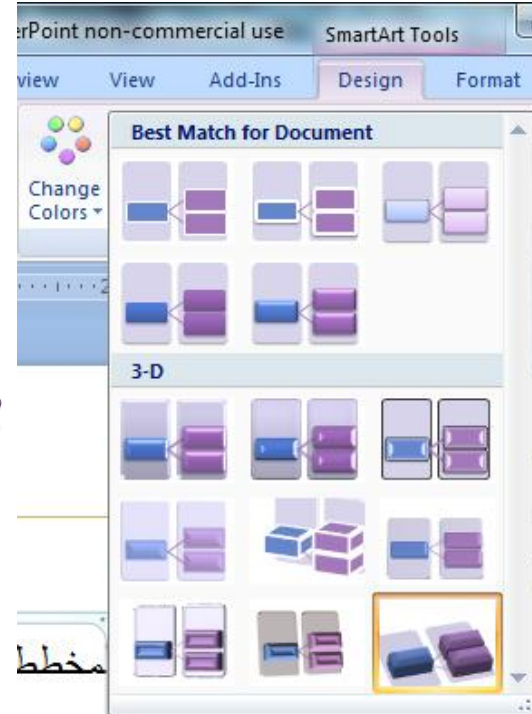 erPoint non-commercial use SmartArt Tools
view View Add-Ins Design Format
Best Match for Document
Change
Colors
3-D
مخطط